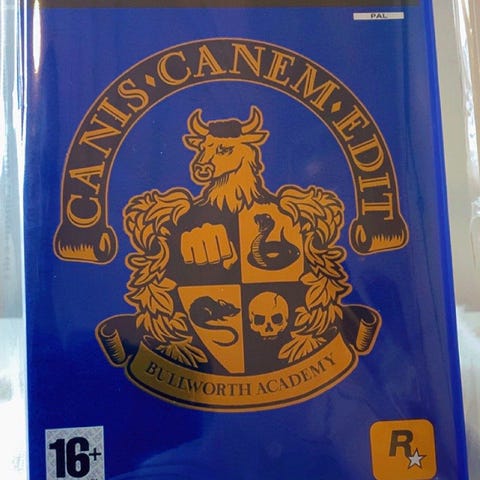 PAL
CANIS·CANEM·EDIT
BULLWORTH ACADEMY
16+
R